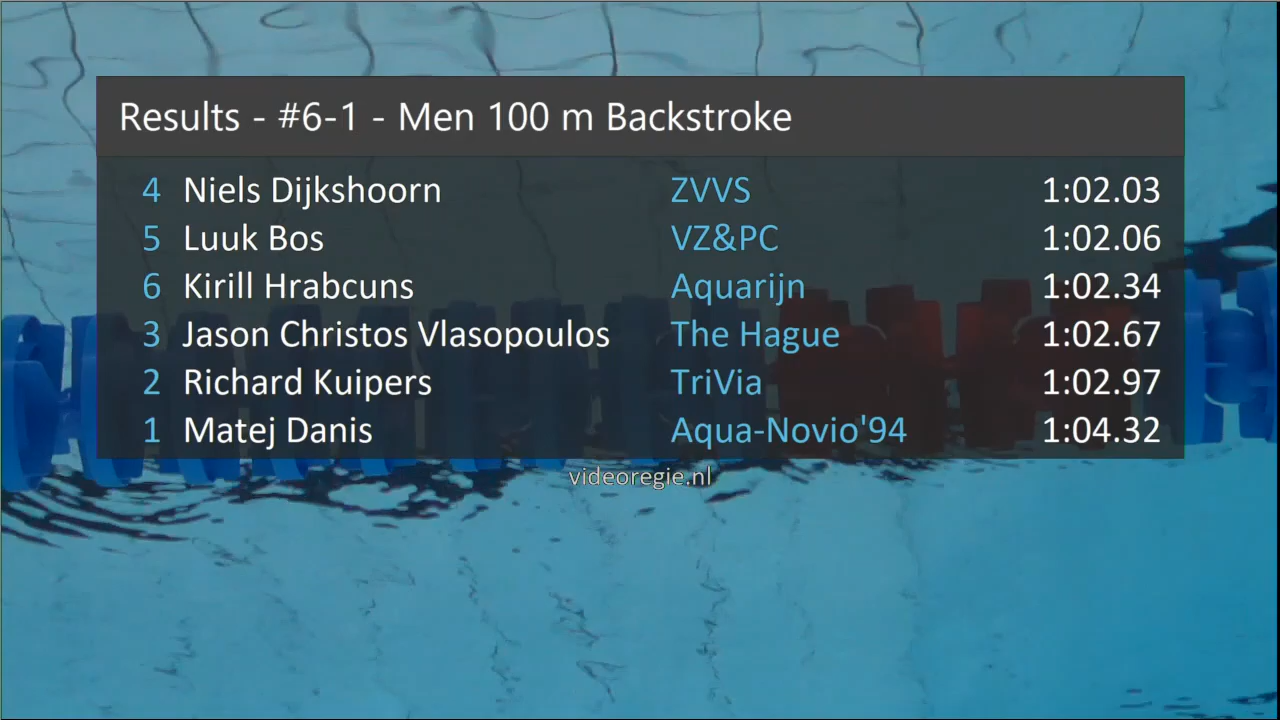 Results - #6-1 - Men 100 m Backstroke
4 Niels Dijkshoorn ZVVS 1:02.03
5 Luuk Bos VZ&PC 1:02.06
6 Kirill Hrabcuns Aquarijn 1:02.34
3 Jason Christos Vlasopoulos The Hague 1:02.67
2 Richard Kuipers TriVia 1:02.97
1 Matej Danis Aqua-Novio'94 1:04.32
videoregie.nl